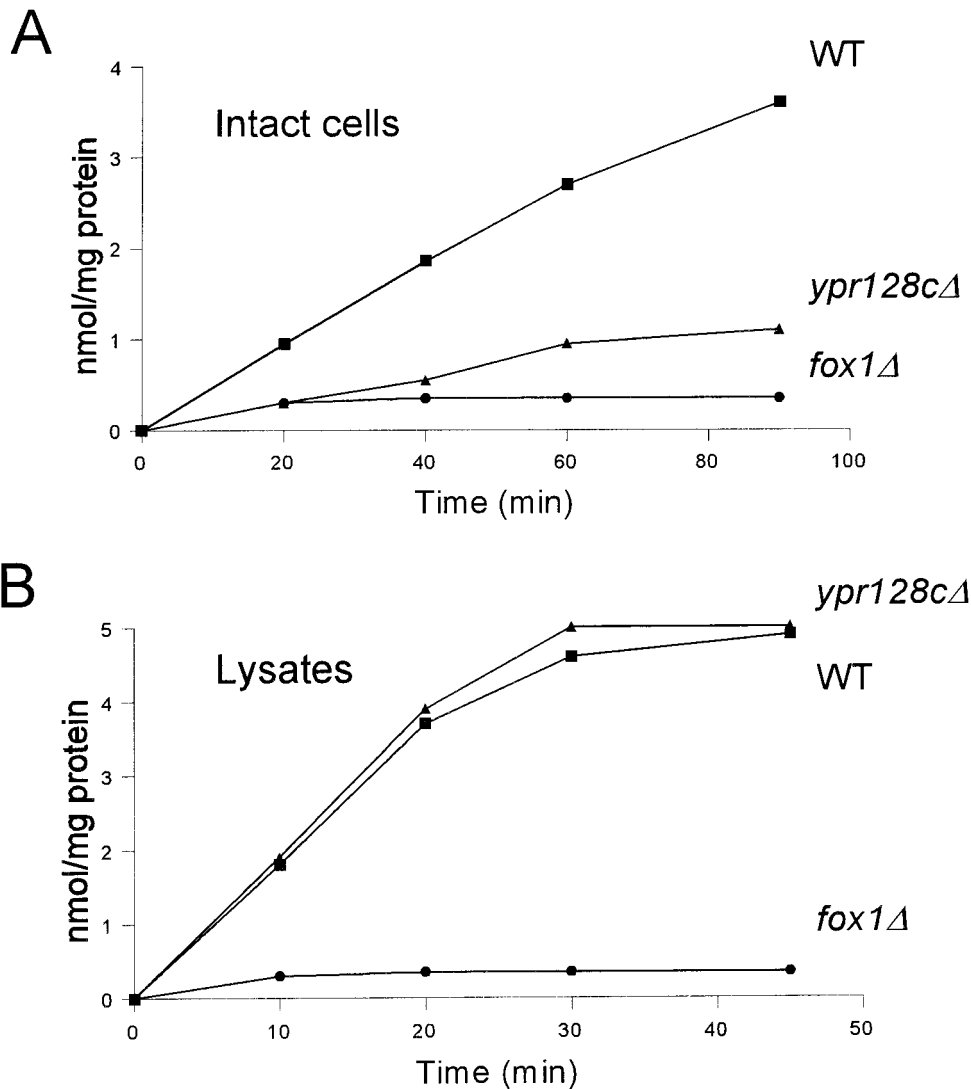 A
WT
4
Intact cells
3
nmol/mg protein
2
ypr128cΔ
1
fox1Δ
0
0 20 40 60 80 100
Time (min)
B
ypr128cΔ
5
Lysates
WT
4
nmol/mg protein
3
2
fox1Δ
1
0
0 10 20 30 40 50
Time (min)